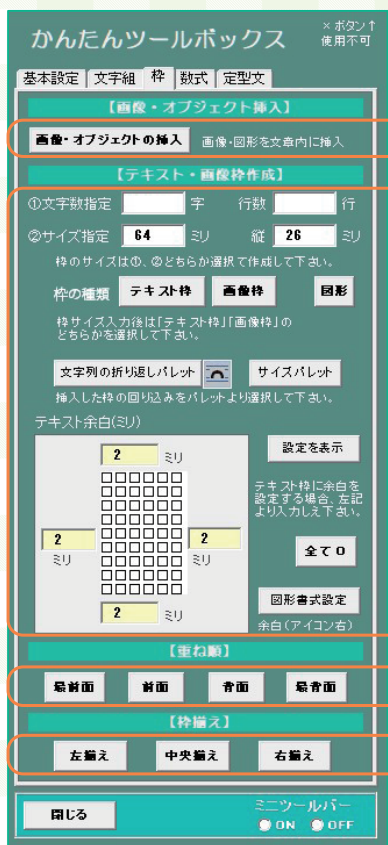 かんたんツールボックス
×ボタン↑
使用不可
基本設定 文字組 枠 数式 定型文
【画像・オブジェクト挿入】
画像・オブジェクトの挿入 画像・図形を文章内に挿入
【テキスト・画像枠作成】
①文字数指定 字 行数 行
②サイズ指定 64 ミリ 縦 26 ミリ
枠のサイズは①、②どちらか選択で作成して下さい。
枠の種類 テキスト枠 画像枠 図形
枠サイズ入力後は「テキスト枠」「画像枠」の
どちらかを選択して下さい。
文字列の折り返しパレット サイズパレット
挿入した枠の回り込みをパレットより選択して下さい。
テキスト余白(ミリ)
2 ミリ
設定を表示
テキスト枠に余白を
設定する場合、左記
より入力しえ下さい。
2 ミリ
2 ミリ
全て0
2 ミリ
図形書式設定
余白(アイコン右)
【重ね順】
最前面 前面 背面 最背面
【枠揃え】
左揃え 中央揃え 右揃え
閉じる
ミニツールバー
ON OFF